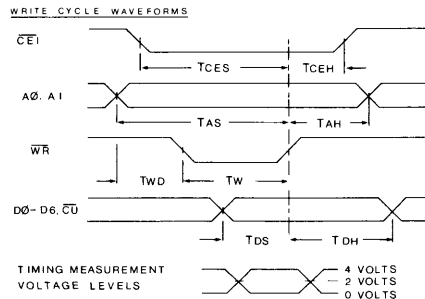 WRITE CYCLE WAVEFORMS
CE1
TCES
TCEH
AØ, A1
TAS
TAH
WR
TWD
TW
DØ-D6, CU
TDS
TDH
TIMING MEASUREMENT
VOLTAGE LEVELS
4 VOLTS
2 VOLTS
0 VOLTS